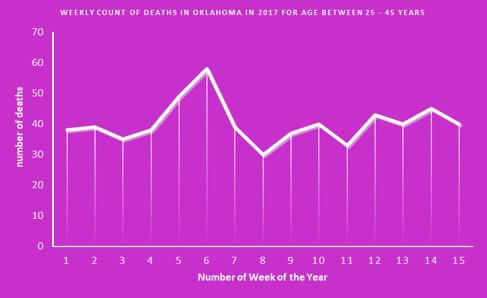 WEEKLY COUNT OF DEATHS IN OKLAHOMA IN 2017 FOR AGE BETWEEN 25 - 45 YEARS
70
60
50
40
30
20
10
0
number of deaths
1 2 3 4 5 6 7 8 9 10 11 12 13 14 15
Number of Week of the Year